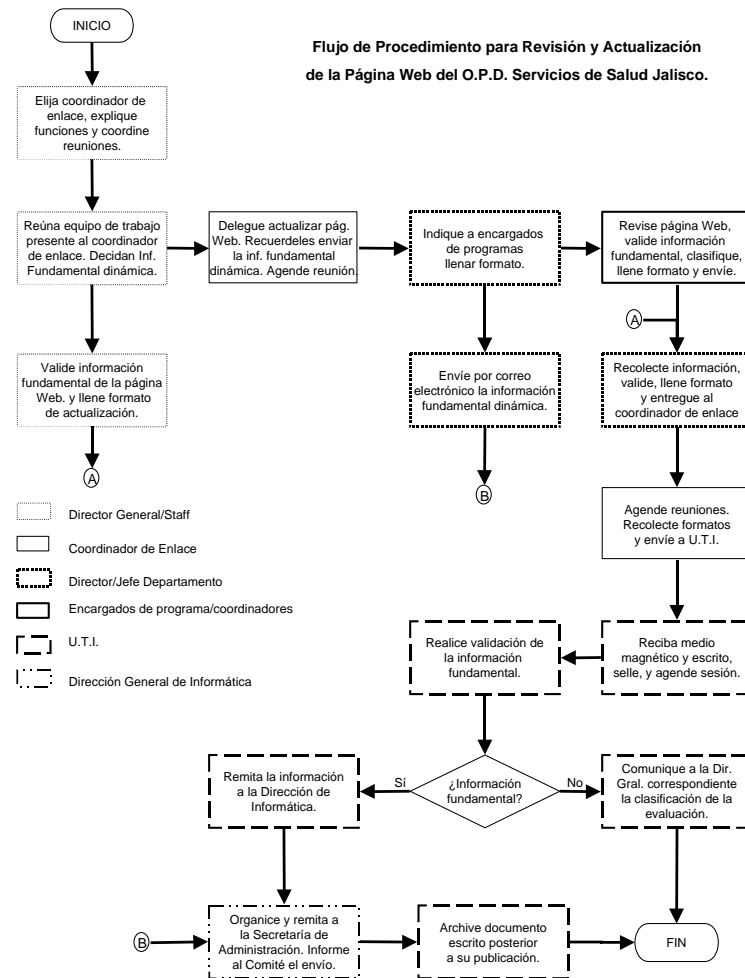 INICIO
Flujo de Procedimiento para Revisión y Actualización
de la Página Web del O.P.D. Servicios de Salud Jalisco.
Elija coordinador de
enlace, explique
funciones y coordine
reuniones.
Reúna equipo de trabajo
presente al coordinador
de enlace. Decidan Inf.
Fundamental dinámica.
Delegue actualizar pág.
Web. Recuerdeles enviar
la inf. fundamental
dinámica. Agende reunión.
Indique a encargados
de programas
llenar formato.
Revise página Web,
valide información
fundamental, clasifique,
llene formato y envíe.
A
Valide información
fundamental de la página
Web. y llene formato
de actualización.
Envíe por correo
electrónico la información
fundamental dinámica.
Recolecte información,
valide, llene formato
y entregue al
coordinador de enlace
A
B
Director General/Staff
Coordinador de Enlace
Director/Jefe Departamento
Encargados de programa/coordinadores
U.T.I.
Dirección General de Informática
Agende reuniones.
Recolecte formatos
y envíe a U.T.I.
Realice validación de
la información
fundamental.
Reciba medio
magnético y escrito,
selle, y agende sesión.
Remita la información
a la Dirección de
Informática.
Sí
¿Información
fundamental?
No
Comunique a la Dir.
Gral. correspondiente
la clasificación de la
evaluación.
B
Organice y remita a
la Secretaría de
Administración. Informe
al Comité el envío.
Archive documento
escrito posterior
a su publicación.
FIN